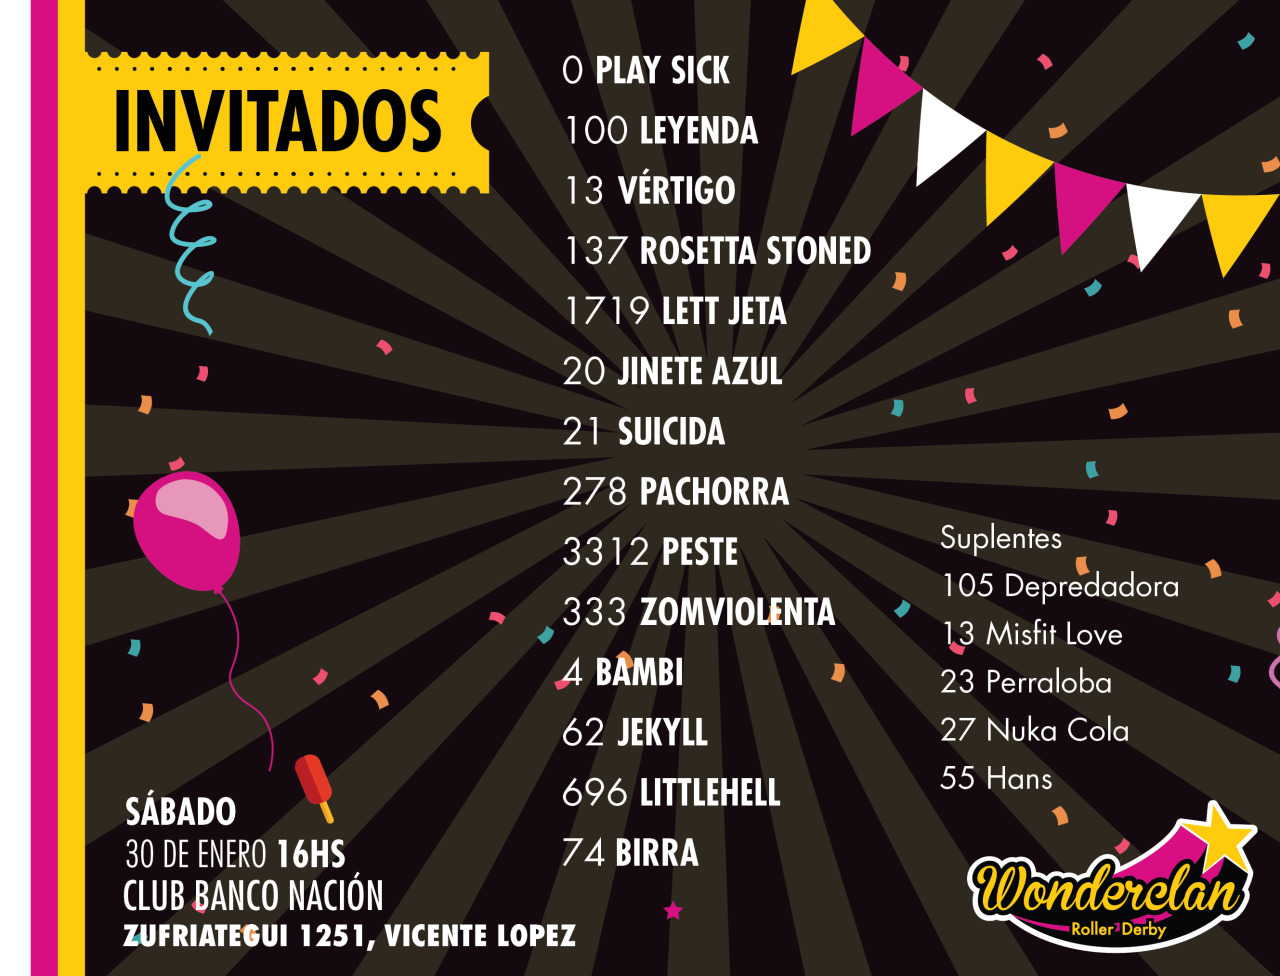 INVITADOS
0 PLAY SICK
100 LEYENDA
13 VÉRTIGO
137 ROSETTA STONED
1719 LETT JETA
20 JINETE AZUL
21 SUICIDA
278 PACHORRA
3312 PESTE
333 ZOMVIOLENTA
4 BAMBI
62 JEKYLL
696 LITTLEHELL
74 BIRRA
Suplentes
105 Depredadora
13 Misfit Love
23 Perraloba
27 Nuka Cola
55 Hans
SÁBADO
30 DE ENERO 16HS
CLUB BANCO NACIÓN
ZUFRIATEGUI 1251, VICENTE LOPEZ
Wonderclan
Roller Derby